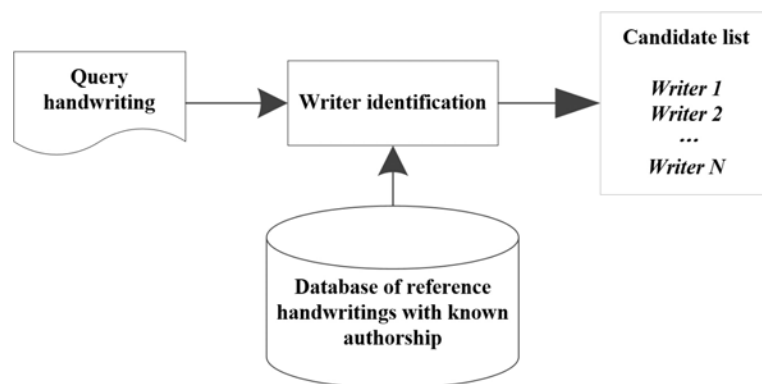 Query
handwriting
Writer identification
Candidate list
Writer 1
Writer 2
...
Writer N
Database of reference
handwritings with known
authorship